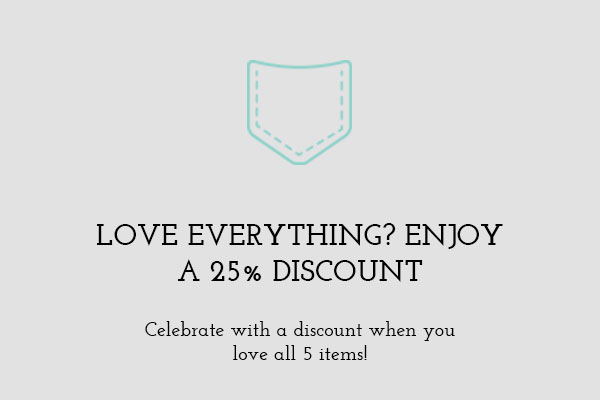 LOVE EVERYTHING? ENJOY
A 25% DISCOUNT
Celebrate with a discount when you
love all 5 items!